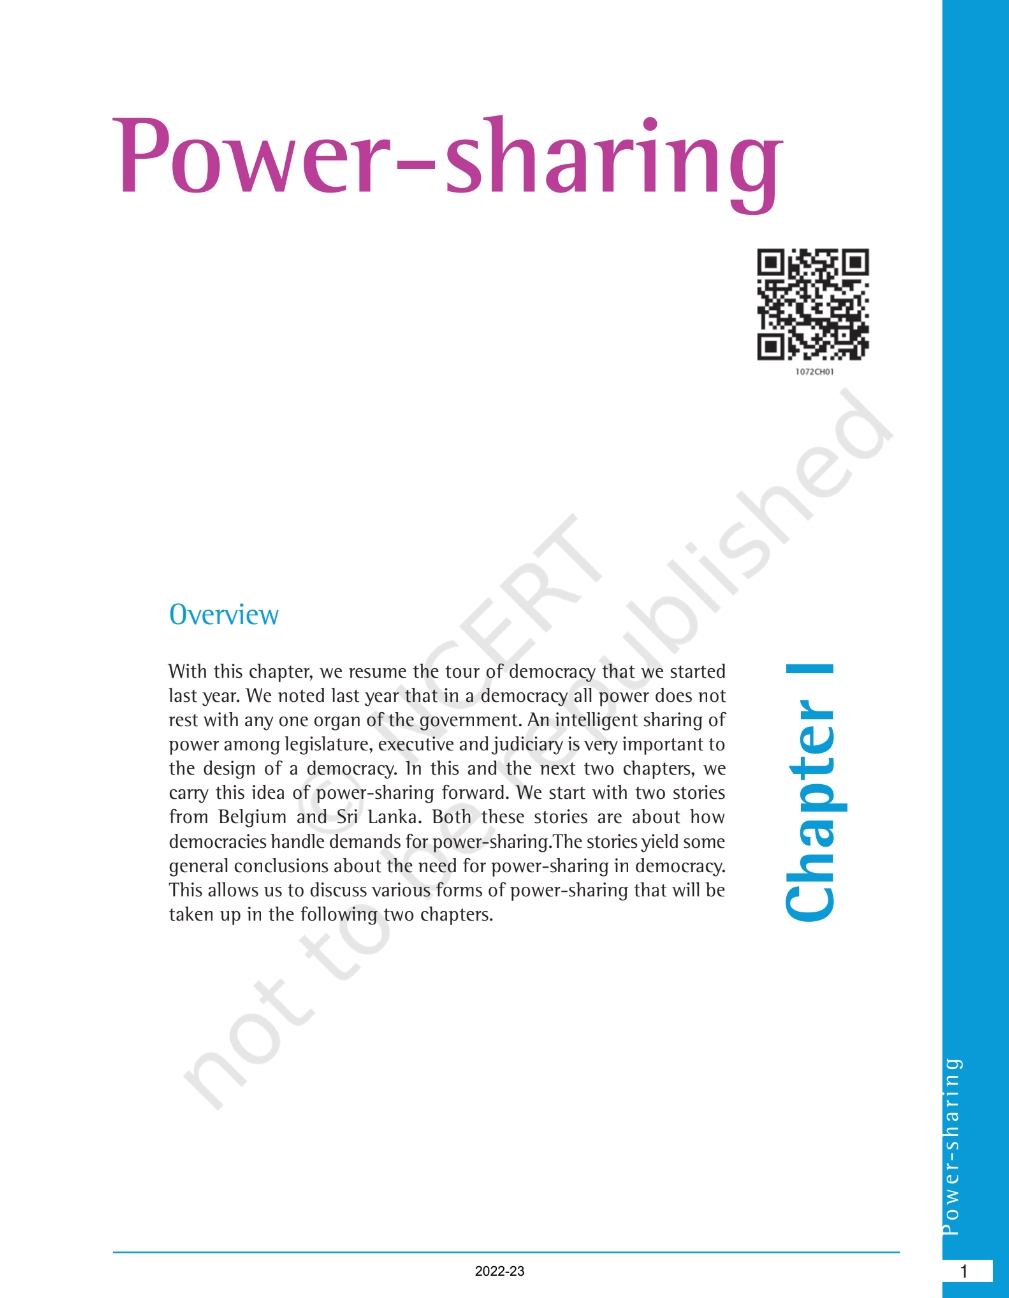 Power-sharing
1072CH01
Overview
With this chapter, we resume the tour of democracy that we started
last year. We noted last year that in a democracy all power does not
rest with any one organ of the government. An intelligent sharing of
power among legislature, executive and judiciary is very important to
the design of a democracy. In this and the next two chapters, we
carry this idea of power-sharing forward. We start with two stories
from Belgium and Sri Lanka. Both these stories are about how
democracies handle demands for power-sharing.The stories yield some
general conclusions about the need for power-sharing in democracy.
This allows us to discuss various forms of power-sharing that will be
taken up in the following two chapters.
Chapter I
© NCERT
not to be republished
Power-sharing
2022-23
1